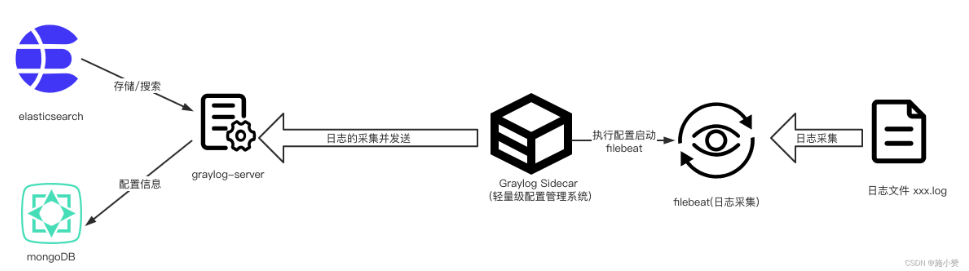 elasticsearch
存储/搜索
graylog-server
配置信息
mongoDB
日志的采集并发送
Graylog Sidecar
(轻量级配置管理系统)
执行配置启动
filebeat
filebeat(日志采集)
日志采集
日志文件 xxx.log
CSDN @施小赞